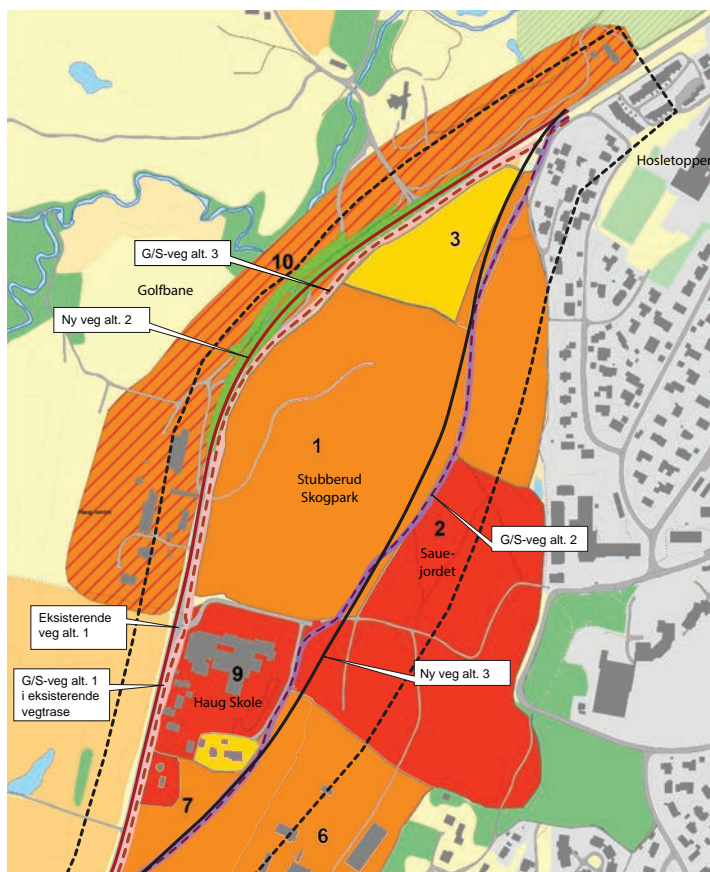 Hosletoppen
3
G/S-veg alt. 3
10
Golfbane
Ny veg alt. 2
1
Stubberud
Skogpark
2
Saue-
jordet
G/S-veg alt. 2
Eksisterende
veg alt. 1
9
Haug Skole
Ny veg alt. 3
G/S-veg alt. 1
i eksisterende
vegtrase
7
6